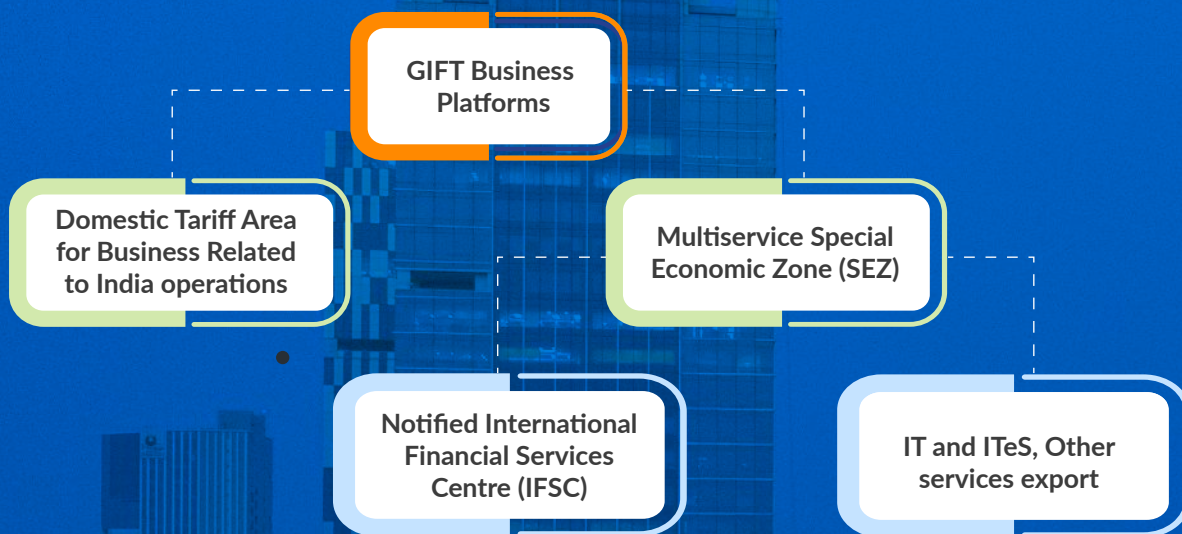 GIFT Business
Platforms
Domestic Tariff Area
for Business Related
to India operations
Multiservice Special
Economic Zone (SEZ)
Notified International
Financial Services
Centre (IFSC)
IT and ITeS, Other
services export